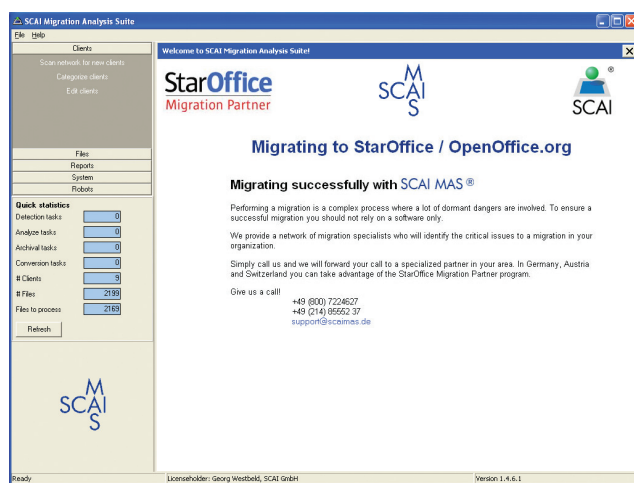 SCAI Migration Analysis Suite
File Help
Clients
Scan network for new clients
Categorize clients
Edit clients
Files
Reports
System
Robots
Quick statistics
Detection tasks 0
Analyze tasks 0
Archival tasks 0
Conversion tasks 0
# Clients 9
# Files 2199
Files to process 2169
Refresh
M
SCAI
S
Welcome to SCAI Migration Analysis Suite!
StarOffice
Migration Partner
M
SCAI
S
®
SCAI
Migrating to StarOffice / OpenOffice.org
Migrating successfully with SCAI MAS ®
Performing a migration is a complex process where a lot of dormant dangers are involved. To ensure a
successful migration you should not rely on a software only.
We provide a network of migration specialists who will identify the critical issues to a migration in your
organization.
Simply call us and we will forward your call to a specialized partner in your area. In Germany, Austria
and Switzerland you can take advantage of the StarOffice Migration Partner program.
Give us a call!
+49 (800) 7224627
+49 (214) 85552 37
support@scaimas.de
Ready
Licenseholder: Georg Westbeld, SCAI GmbH
Version 1.4.6.1